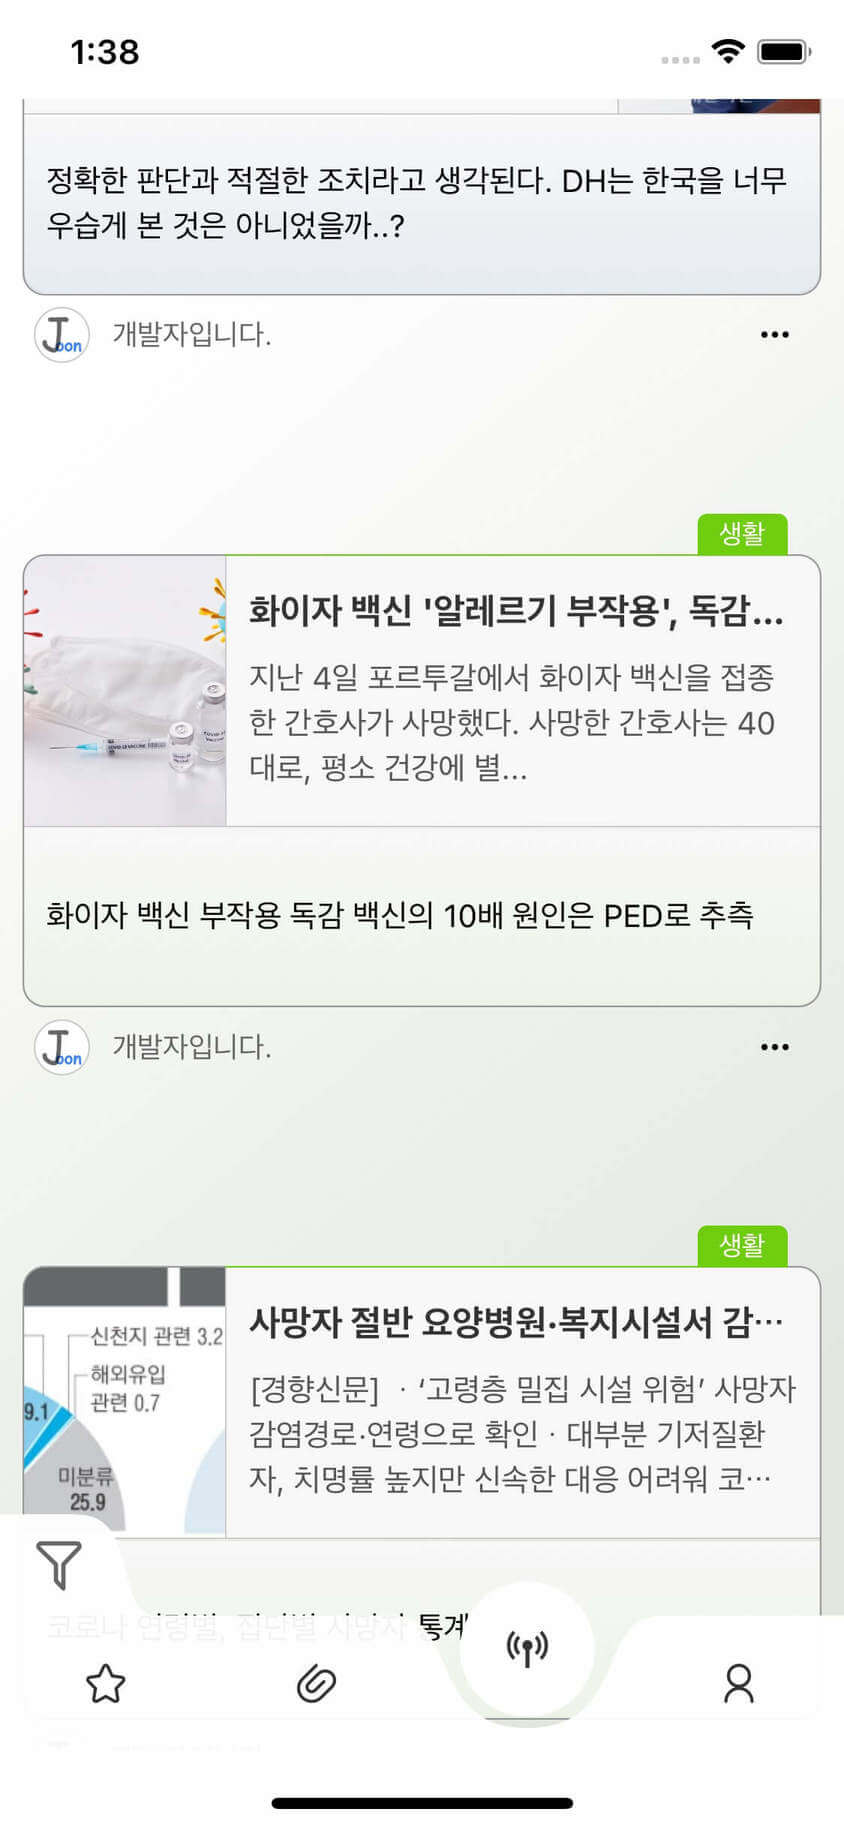 1:38
정확한 판단과 적절한 조치라고 생각된다. DH는 한국을 너무
우습게 본 것은 아니었을까..?
Joon
개발자입니다.
생활
화이자 백신 '알레르기 부작용', 독감...
지난 4일 포르투갈에서 화이자 백신을 접종
한 간호사가 사망했다. 사망한 간호사는 40
대로, 평소 건강에 별...
COVID-19 VACCINE
화이자 백신 부작용 독감 백신의 10배 원인은 PED로 추측
Joon
개발자입니다.
생활
사망자 절반 요양병원·복지시설서 감…
신천지 관련 3.2
해외유입
관련 0.7
9.1
미분류
25.9
[경향신문] ㆍ‘고령층 밀집 시설 위험’ 사망자
감염경로·연령으로 확인ㆍ대부분 기저질환
자, 치명률 높지만 신속한 대응 어려워 코…
코로나 연령별, 집단별 사망자 통계